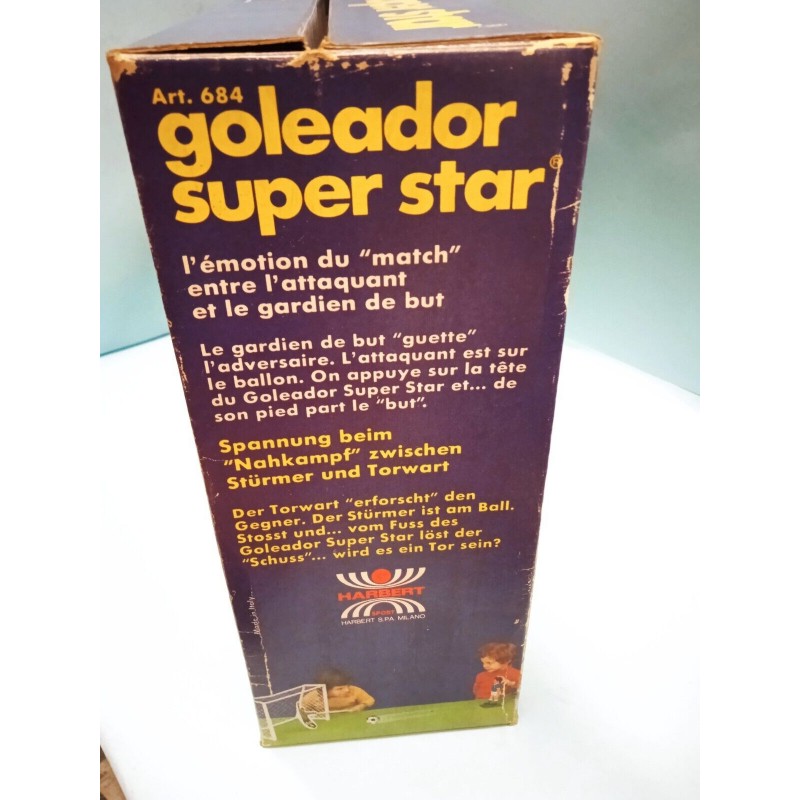 super star
Art. 684
goleador
super star®
l'émotion du "match"
entre l'attaquant
et le gardien de but
Le gardien de but "guette"
l'adversaire. L'attaquant est sur
le ballon. On appuye sur la tête
du Goleador Super Star et... de
son pied part le "but".
Spannung beim
"Nahkampf" zwischen
Stürmer und Torwart
Der Torwart "erforscht" den
Gegner. Der Stürmer ist am Ball.
Stosst und... vom Fuss des
Goleador Super Star löst der
"Schuss"... wird es ein Tor sein?
HARBERT
SPORT
HARBERT S.P.A. MILANO
Made in Italy